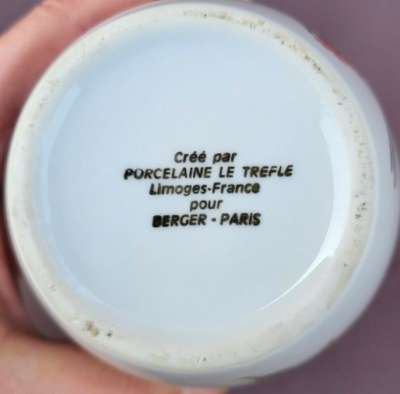 Créé par
PORCELAINE LE TREFLE
Limoges-France
pour
BERGER - PARIS